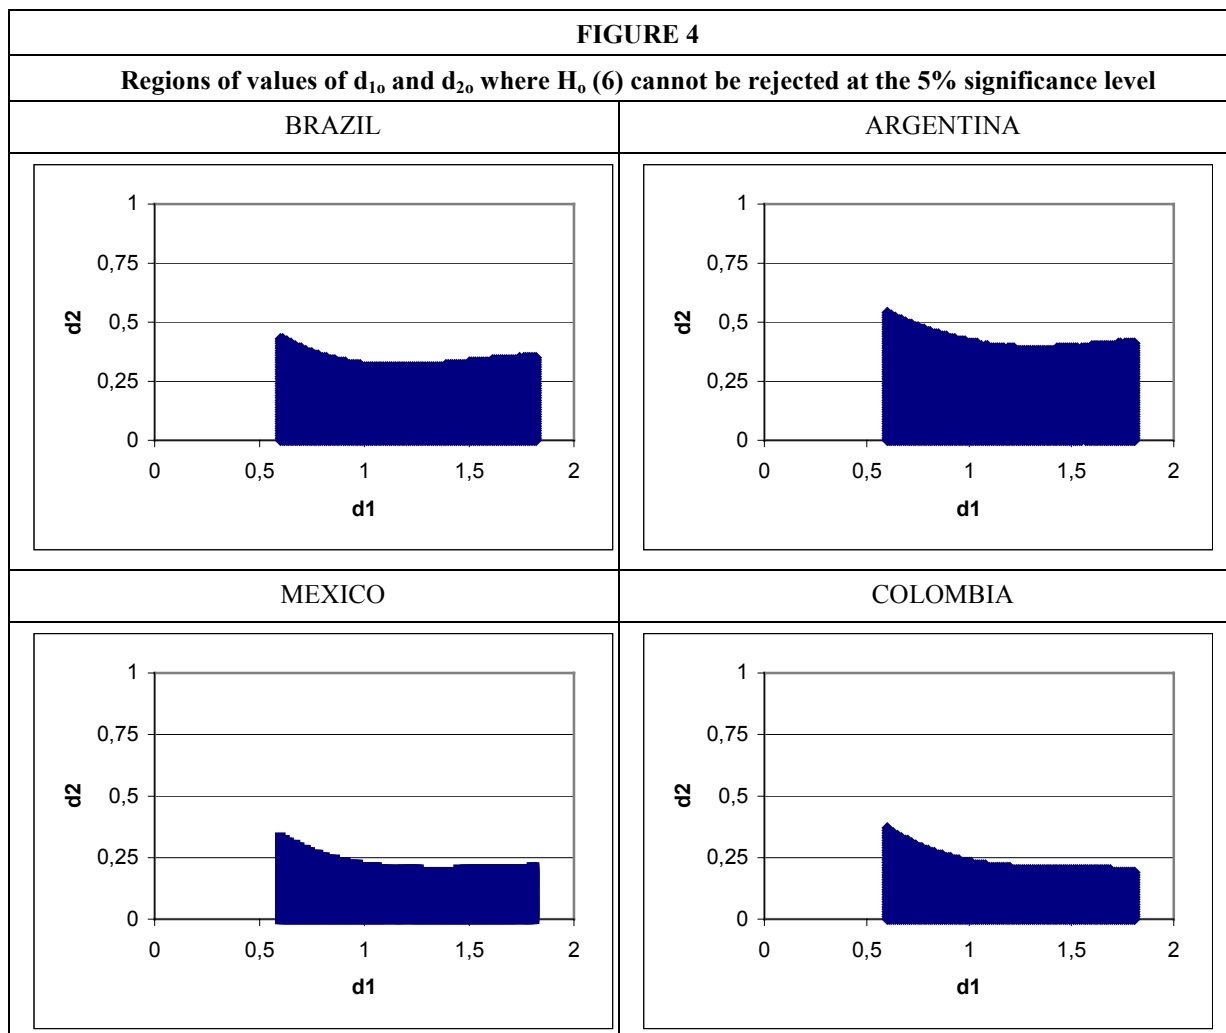 FIGURE 4
Regions of values of d1o and d2o where Ho (6) cannot be rejected at the 5% significance level
BRAZIL
ARGENTINA
1
0,75
0,5
0,25
0
d2
0 0,5 1 1,5 2
d1
1
0,75
0,5
0,25
0
d2
0 0,5 1 1,5 2
d1
MEXICO
COLOMBIA
1
0,75
0,5
0,25
0
d2
0 0,5 1 1,5 2
d1
1
0,75
0,5
0,25
0
d2
0 0,5 1 1,5 2
d1